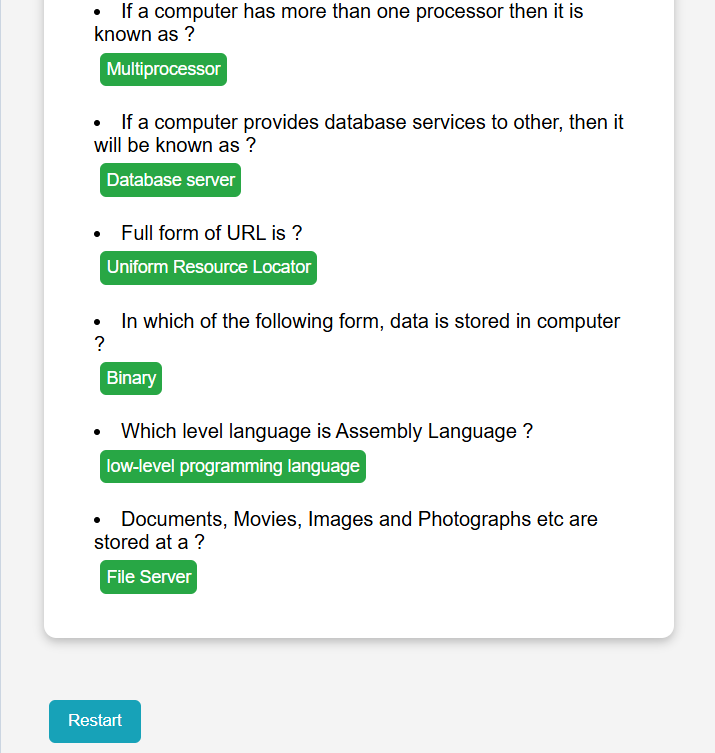 • If a computer has more than one processor then it is
known as ?
Multiprocessor
• If a computer provides database services to other, then it
will be known as ?
Database server
• Full form of URL is ?
Uniform Resource Locator
• In which of the following form, data is stored in computer
?
Binary
• Which level language is Assembly Language ?
low-level programming language
• Documents, Movies, Images and Photographs etc are
stored at a ?
File Server
Restart